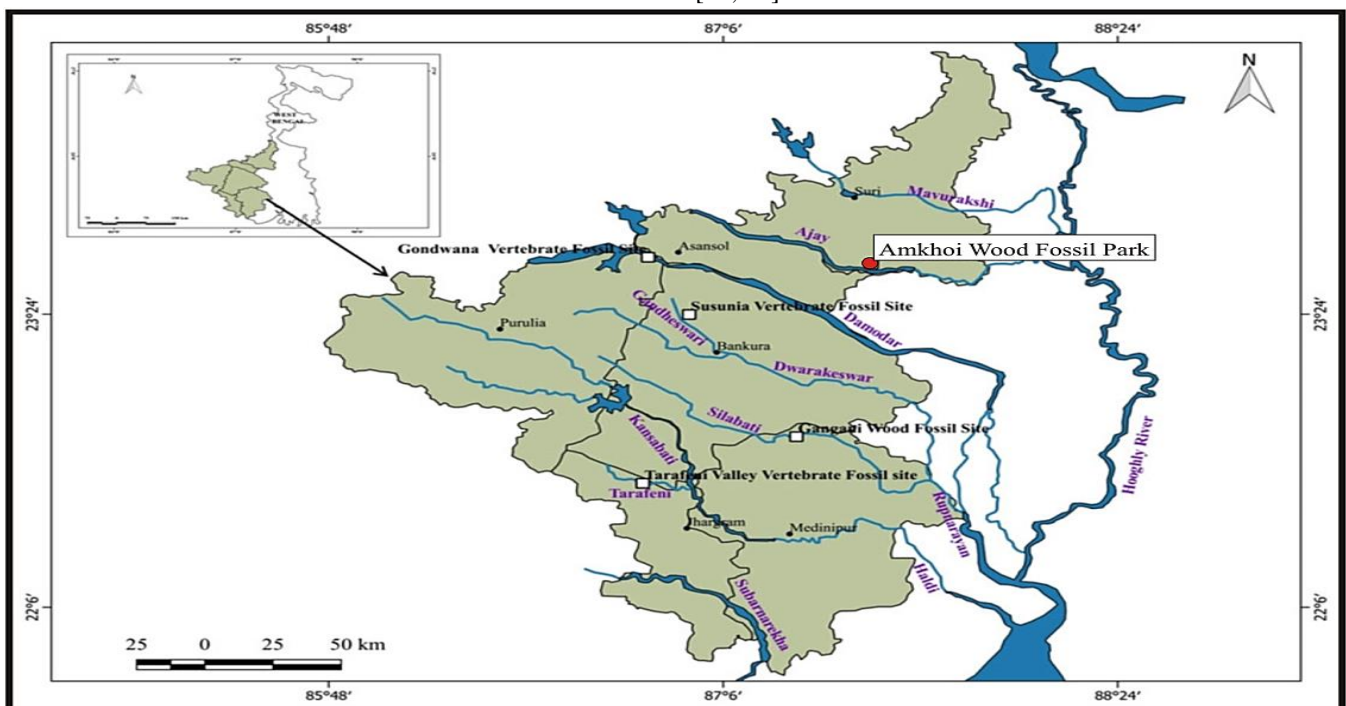 85°48'
87°6'
88°24'
N
WEST
BENGAL
N
Suri
Mavurakshi
Ajay
Asansol
Gondwana Vertebrate Fossil Site
Amkhoi Wood Fossil Park
23°24'
23°24'
Susunia Vertebrate Fossil Site
Gandheswari
Purulia
Damodar
Bankura
Dwarakeswar
Silabati
Gangani Wood Fossil Site
Kansabati
Hooghly River
Tarafeni Valley Vertebrate Fossil site
Tarafeni
Rupnarayan
Jhargram
Medinipur
Haldi
Subarnarekha
22°6'
22°6'
25 0 25 50 km
85°48'
87°6'
88°24'